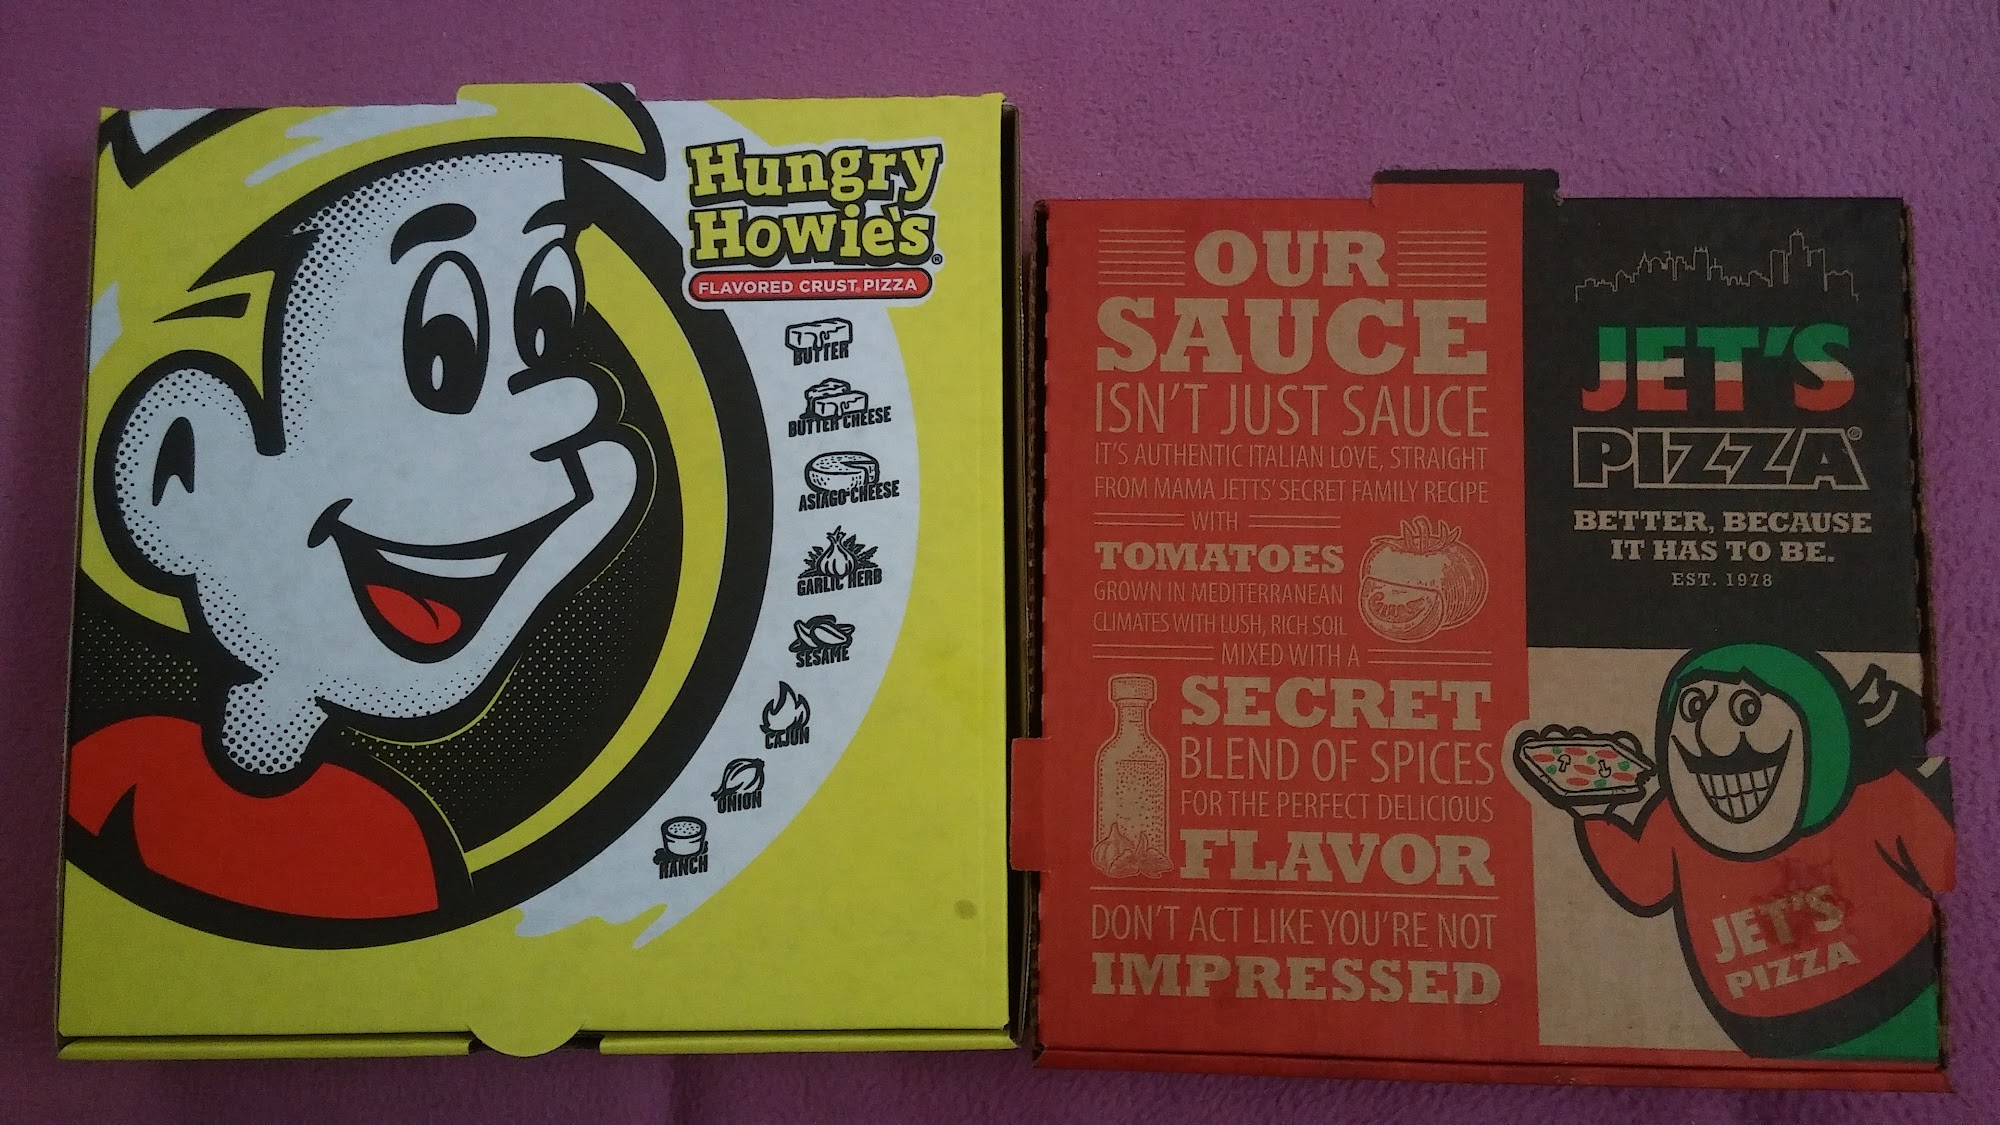 Hungry
Howie's®
FLAVORED CRUST® PIZZA
BUTTER
BUTTER CHEESE
ASIAGO CHEESE
GARLIC HERB
SESAME
CAJUN
ONION
RANCH
OUR
SAUCE
ISN'T JUST SAUCE
IT'S AUTHENTIC ITALIAN LOVE, STRAIGHT
FROM MAMA JETTS' SECRET FAMILY RECIPE
WITH
TOMATOES
GROWN IN MEDITERRANEAN
CLIMATES WITH LUSH, RICH SOIL
MIXED WITH A
SECRET
BLEND OF SPICES
FOR THE PERFECT DELICIOUS
FLAVOR
DON'T ACT LIKE YOU'RE NOT
IMPRESSED
JET'S
PIZZA®
BETTER, BECAUSE
IT HAS TO BE.
EST. 1978
JET'S
PIZZA